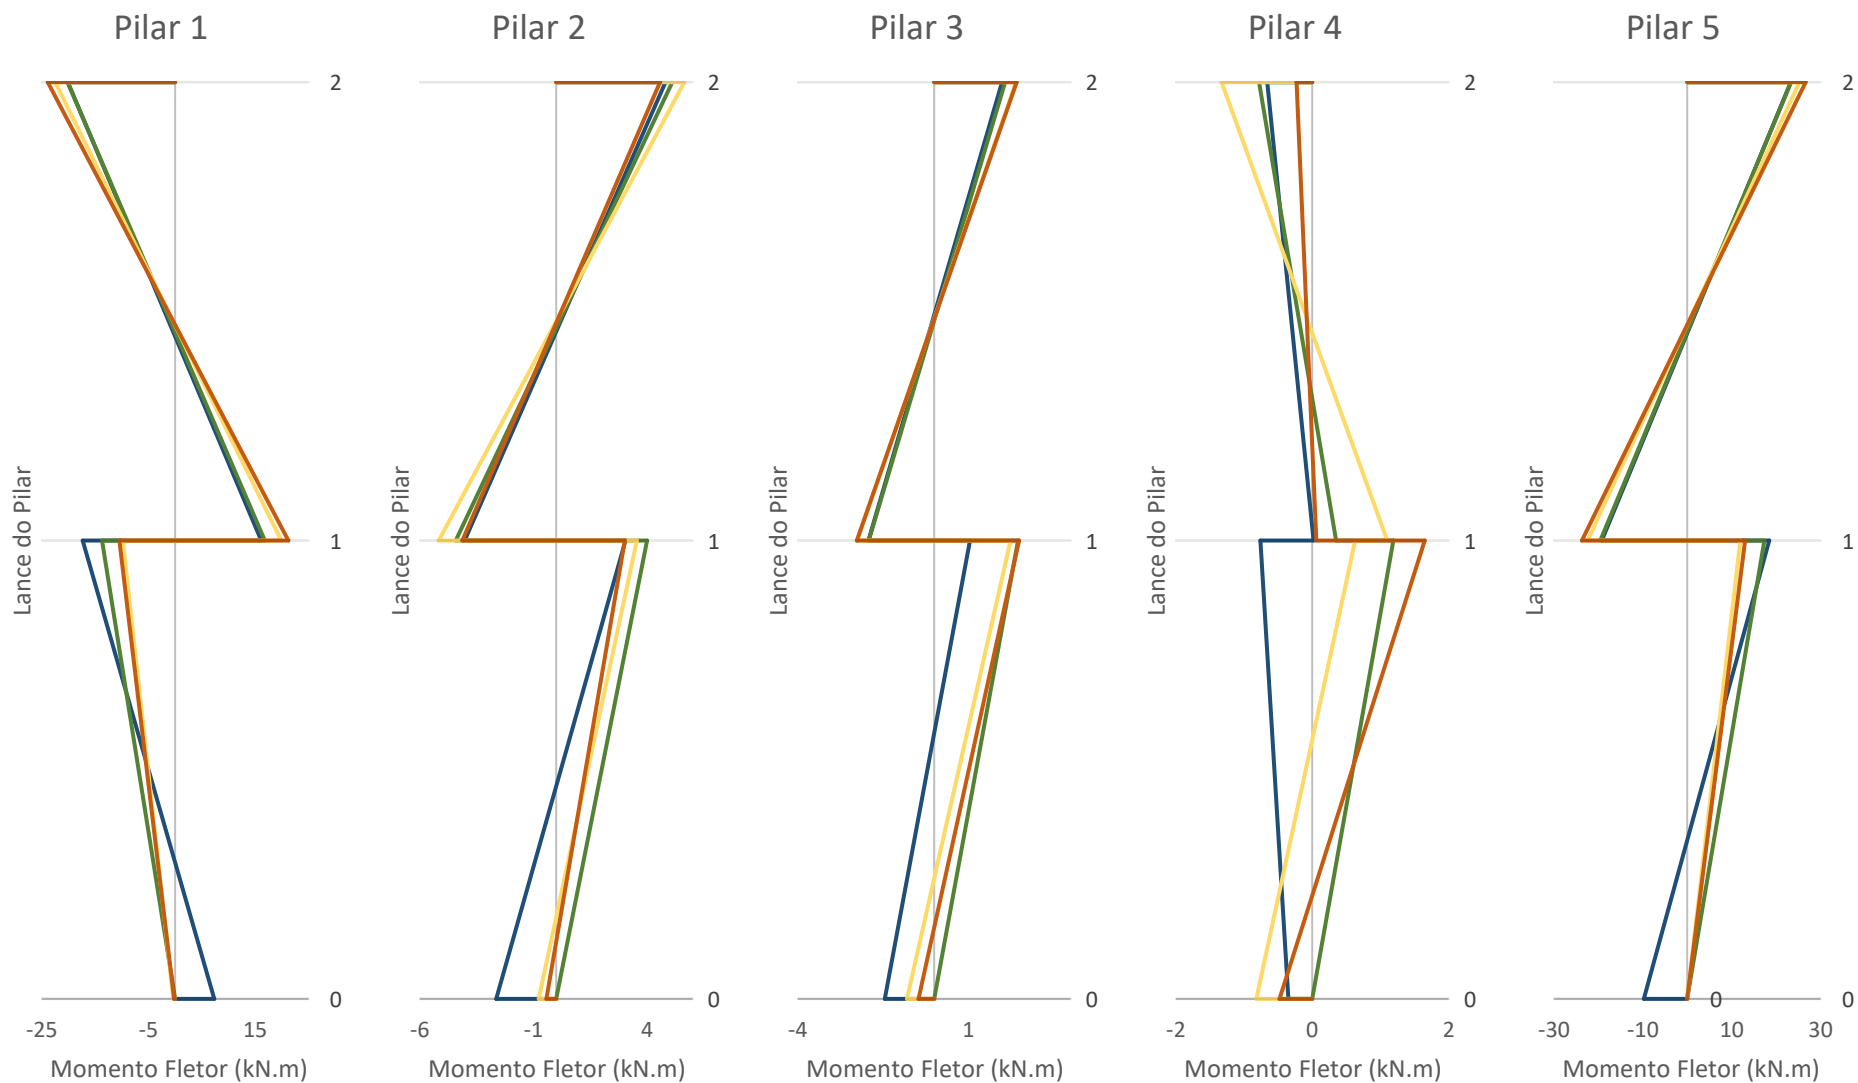 Pilar 1
Pilar 2
Pilar 3
Pilar 4
Pilar 5
2
2
2
2
2
Lance do Pilar
Lance do Pilar
Lance do Pilar
Lance do Pilar
Lance do Pilar
1
1
1
1
1
0
0
0
0
0
0
-25 -5 15
-6 -1 4
-4 1
-2 0 2
-30 -10 10 30
Momento Fletor (kN.m)
Momento Fletor (kN.m)
Momento Fletor (kN.m)
Momento Fletor (kN.m)
Momento Fletor (kN.m)